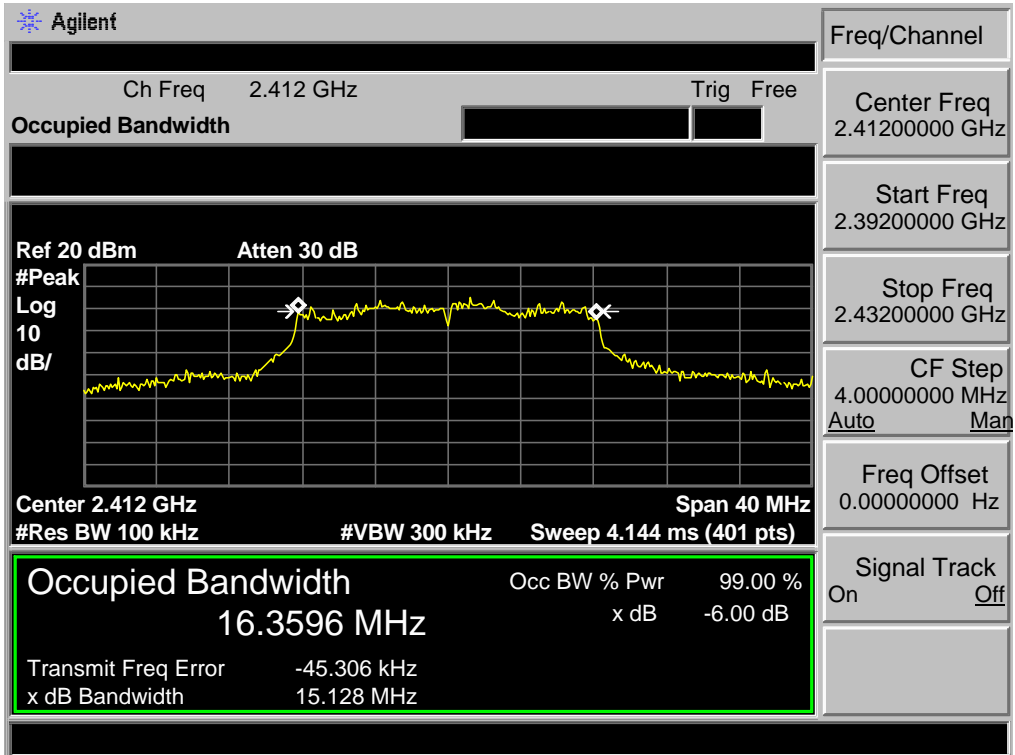 Agilent
Freq/Channel
Ch Freq 2.412 GHz Trig Free
Occupied Bandwidth
Center Freq
2.41200000 GHz
Start Freq
2.39200000 GHz
Stop Freq
2.43200000 GHz
CF Step
4.00000000 MHz
Auto Man
Freq Offset
0.00000000 Hz
Signal Track
On Off
Ref 20 dBm Atten 30 dB
#Peak
Log
10
dB/
Center 2.412 GHz Span 40 MHz
#Res BW 100 kHz #VBW 300 kHz Sweep 4.144 ms (401 pts)
Occupied Bandwidth Occ BW % Pwr 99.00 %
16.3596 MHz x dB -6.00 dB
Transmit Freq Error -45.306 kHz
x dB Bandwidth 15.128 MHz